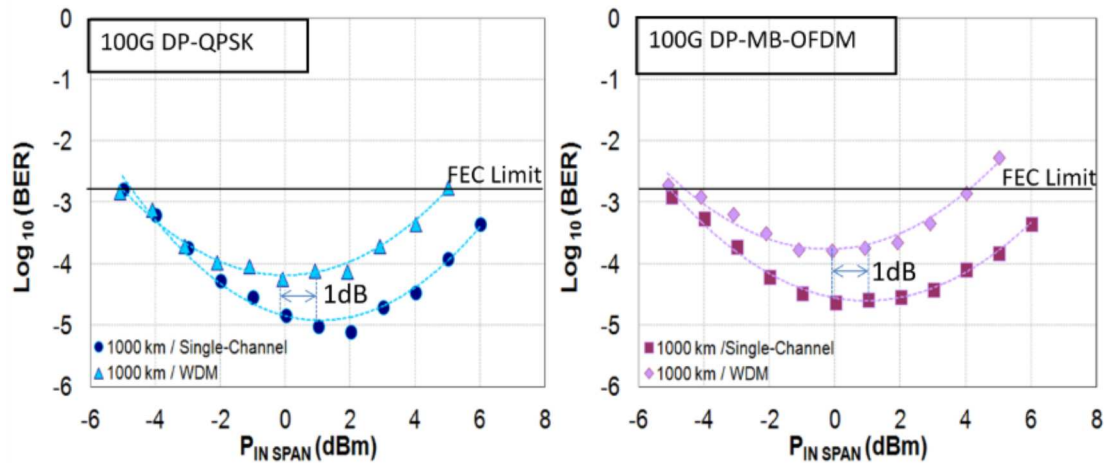 100G DP-QPSK
0
-1
-2
-3
-4
-5
-6
Log10 (BER)
FEC Limit
1dB
1000 km / Single-Channel
1000 km / WDM
-6 -4 -2 0 2 4 6 8
PIN SPAN (dBm)
100G DP-MB-OFDM
0
-1
-2
-3
-4
-5
-6
Log10 (BER)
FEC Limit
1dB
1000 km /Single-Channel
1000 km / WDM
-6 -4 -2 0 2 4 6 8
PIN SPAN (dBm)